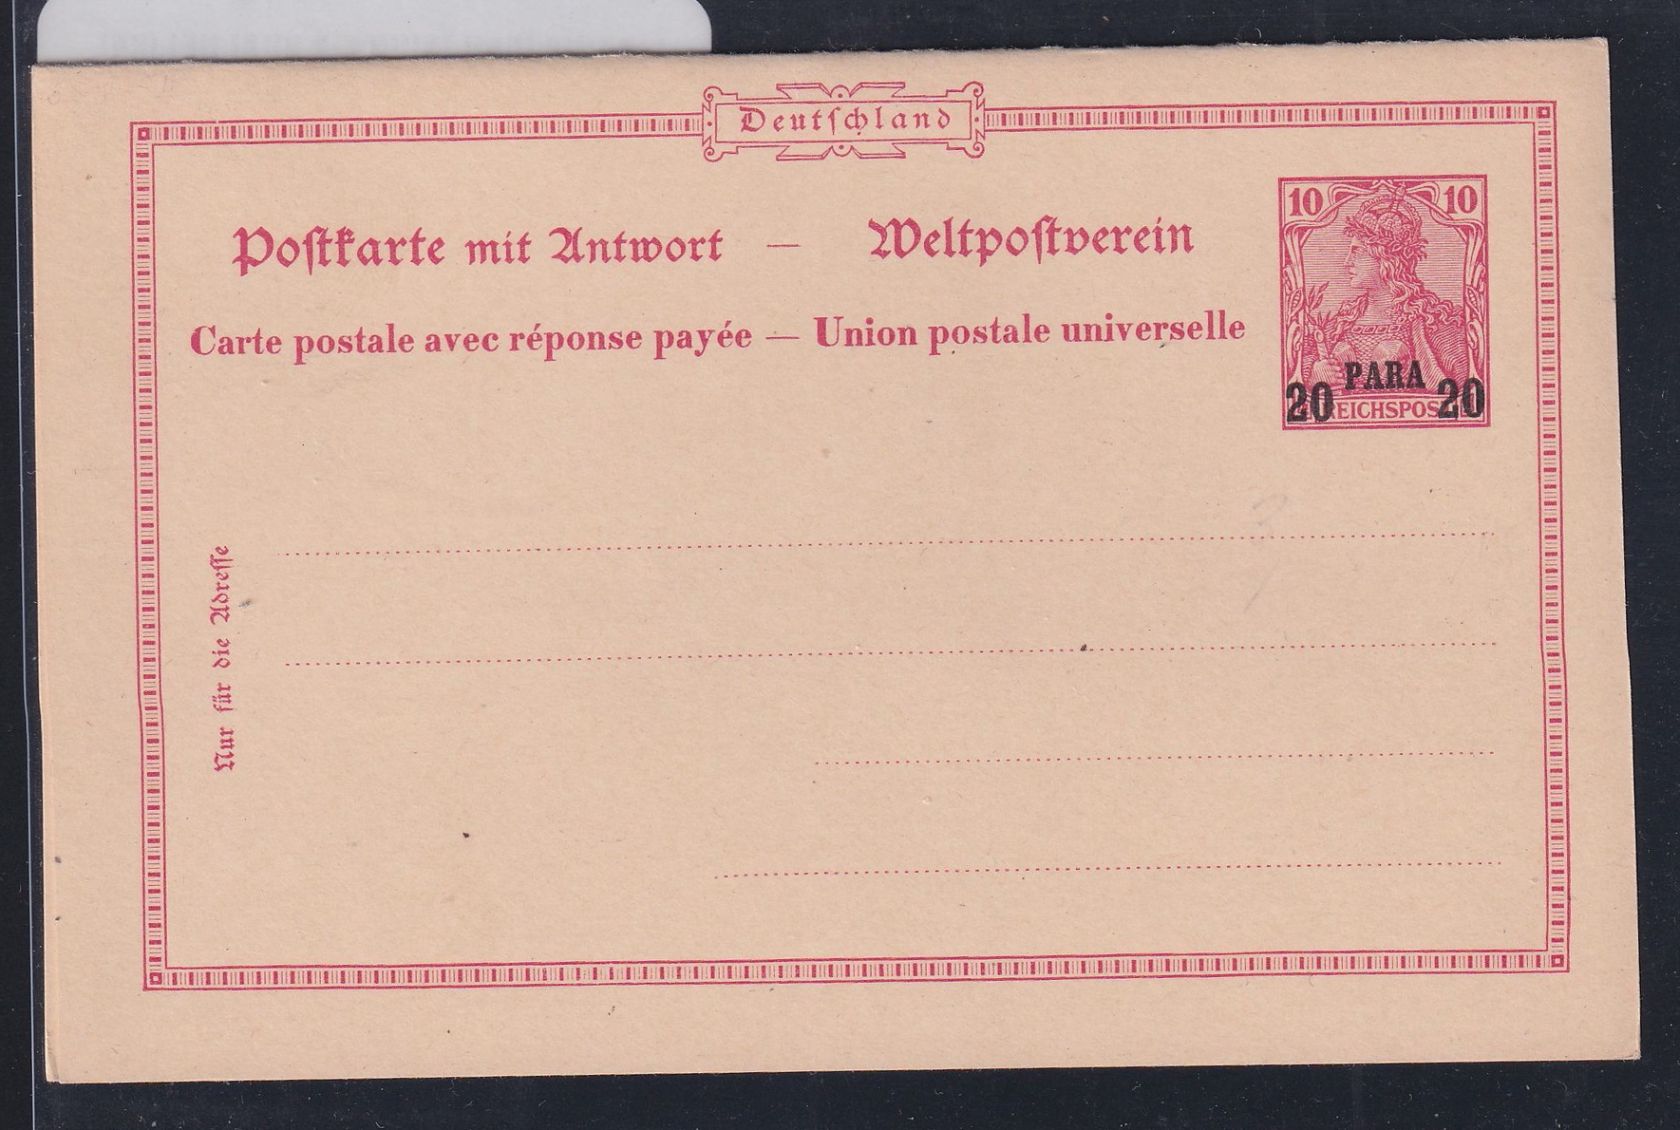 Deutschland
Postkarte mit Antwort — Weltpostverein
Carte postale avec réponse payée — Union postale universelle
10 10
PARA
20 20
REICHSPOST
Nur für die Adresse